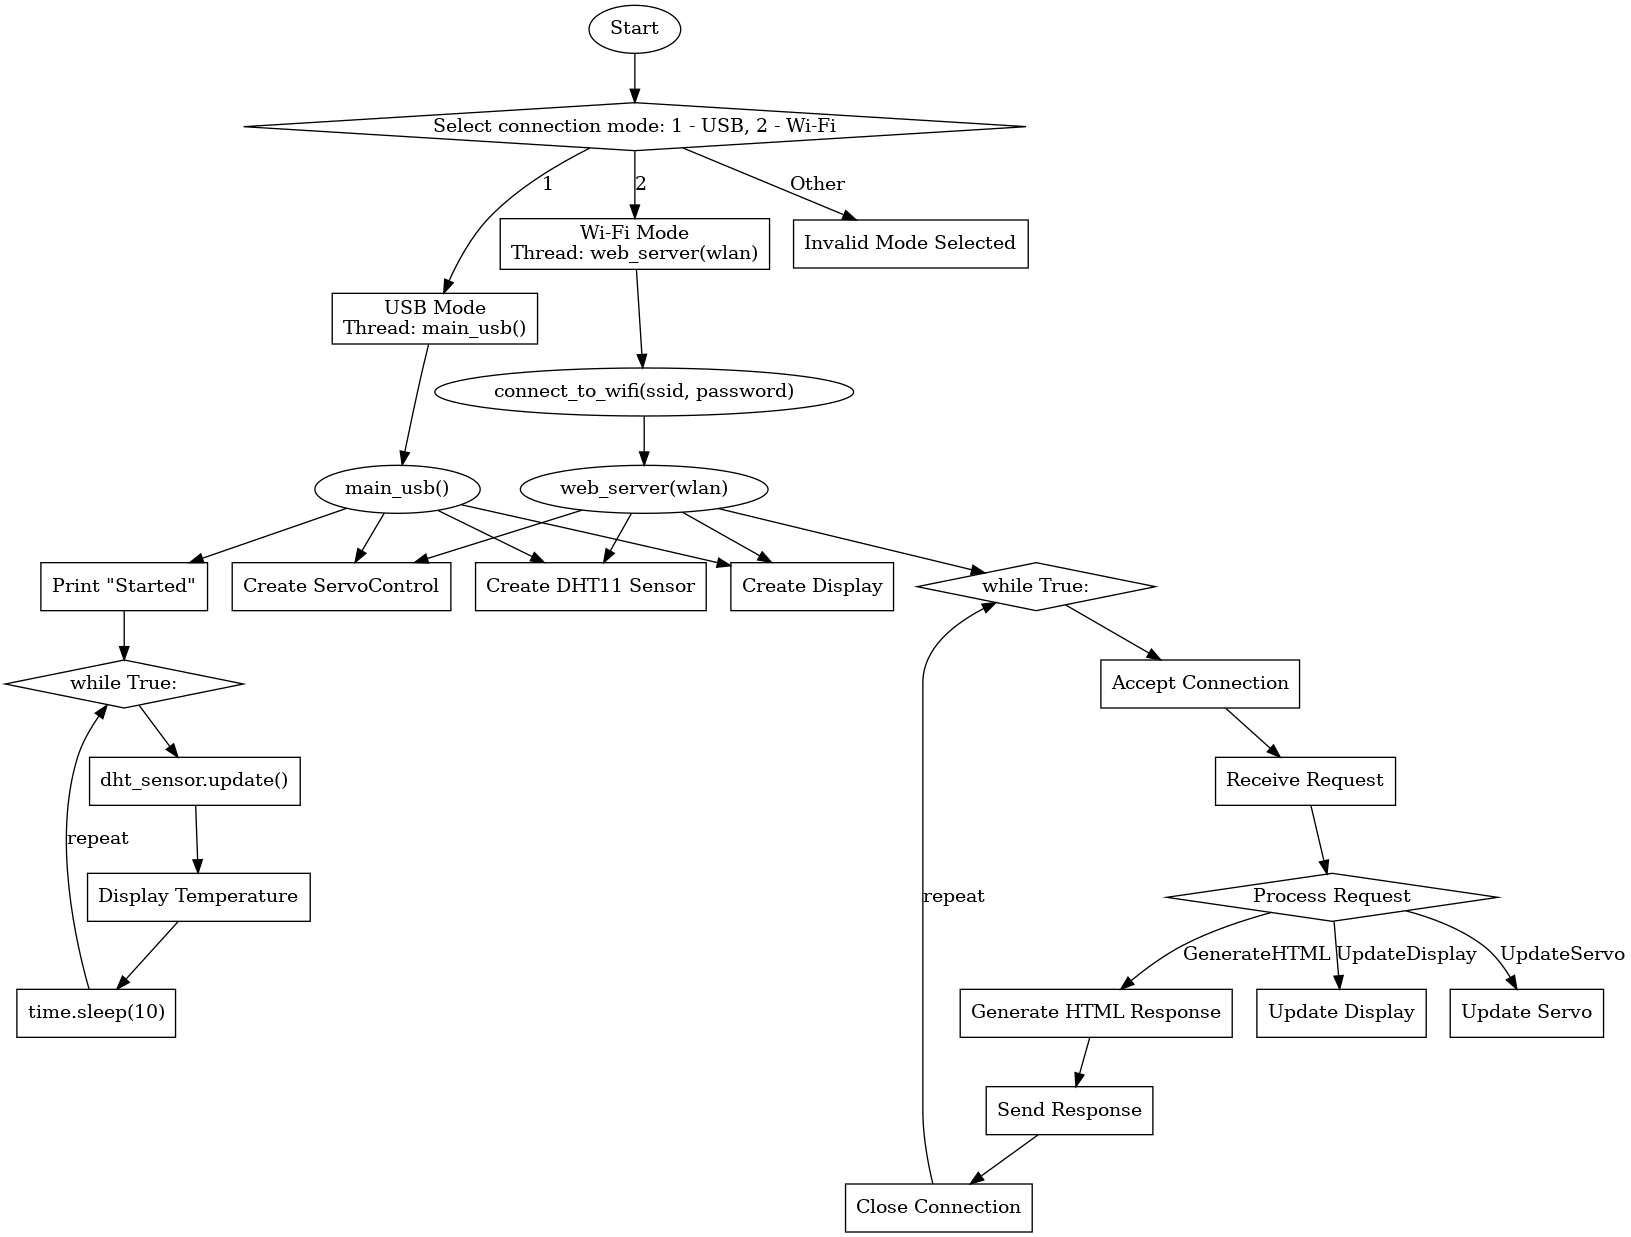 Start
Select connection mode: 1 - USB, 2 - Wi-Fi
1
2
Other
Wi-Fi Mode
Thread: web_server(wlan)
Invalid Mode Selected
USB Mode
Thread: main_usb()
connect_to_wifi(ssid, password)
main_usb()
web_server(wlan)
Print "Started"
Create ServoControl
Create DHT11 Sensor
Create Display
while True:
while True:
Accept Connection
dht_sensor.update()
Receive Request
repeat
Display Temperature
repeat
Process Request
GenerateHTML
UpdateDisplay
UpdateServo
time.sleep(10)
Generate HTML Response
Update Display
Update Servo
Send Response
Close Connection